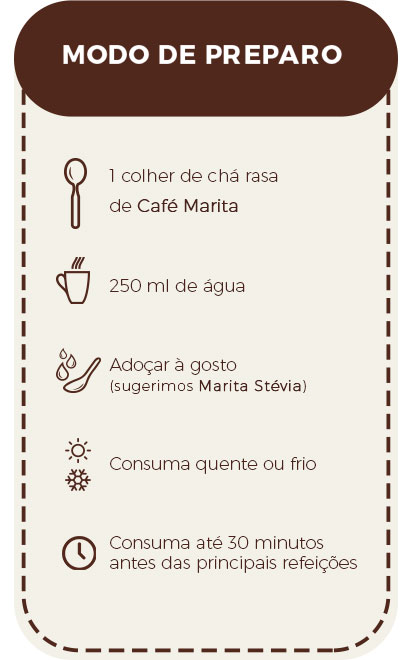 MODO DE PREPARO
1 colher de chá rasa
de Café Marita
250 ml de água
Adoçar à gosto
(sugerimos Marita Stévia)
Consuma quente ou frio
Consuma até 30 minutos
antes das principais refeições